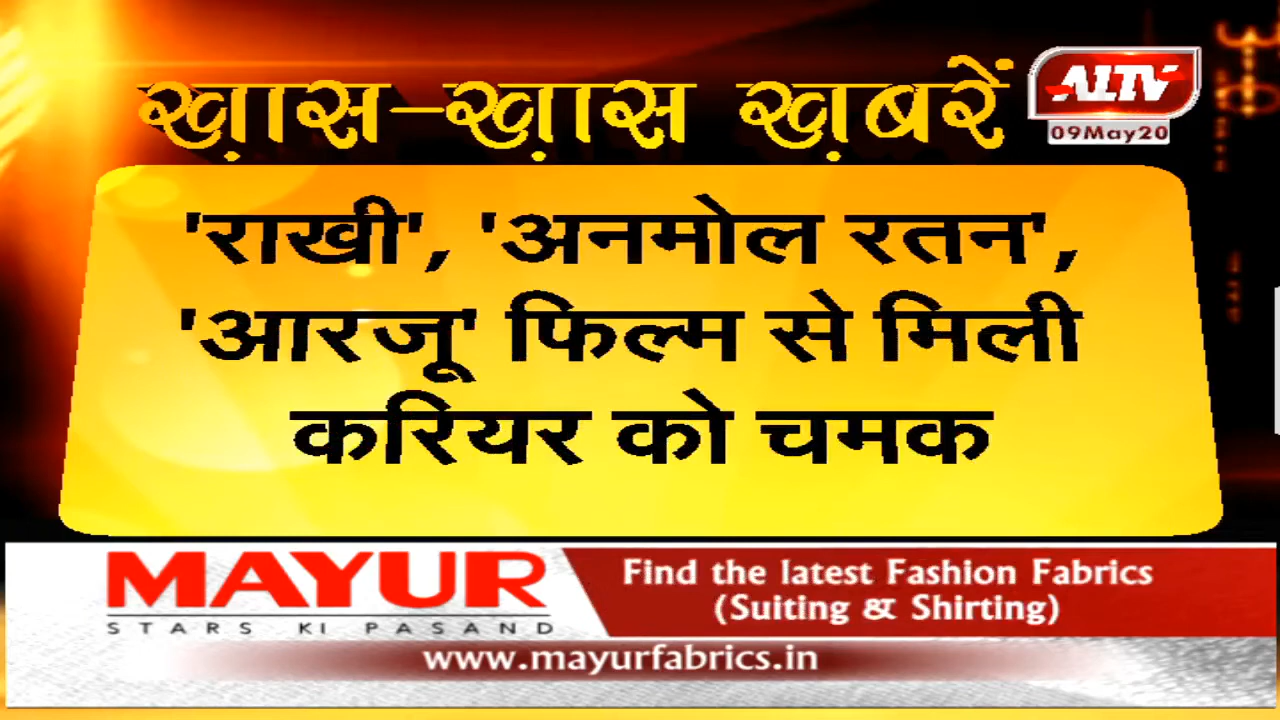 ख़ास-ख़ास ख़बरें
A1TV
09May20
'राखी', 'अनमोल रतन',
'आरजू' फिल्म से मिली
करियर को चमक
MAYUR
STARS KI PASAND
Find the latest Fashion Fabrics
(Suiting & Shirting)
www.mayurfabrics.in